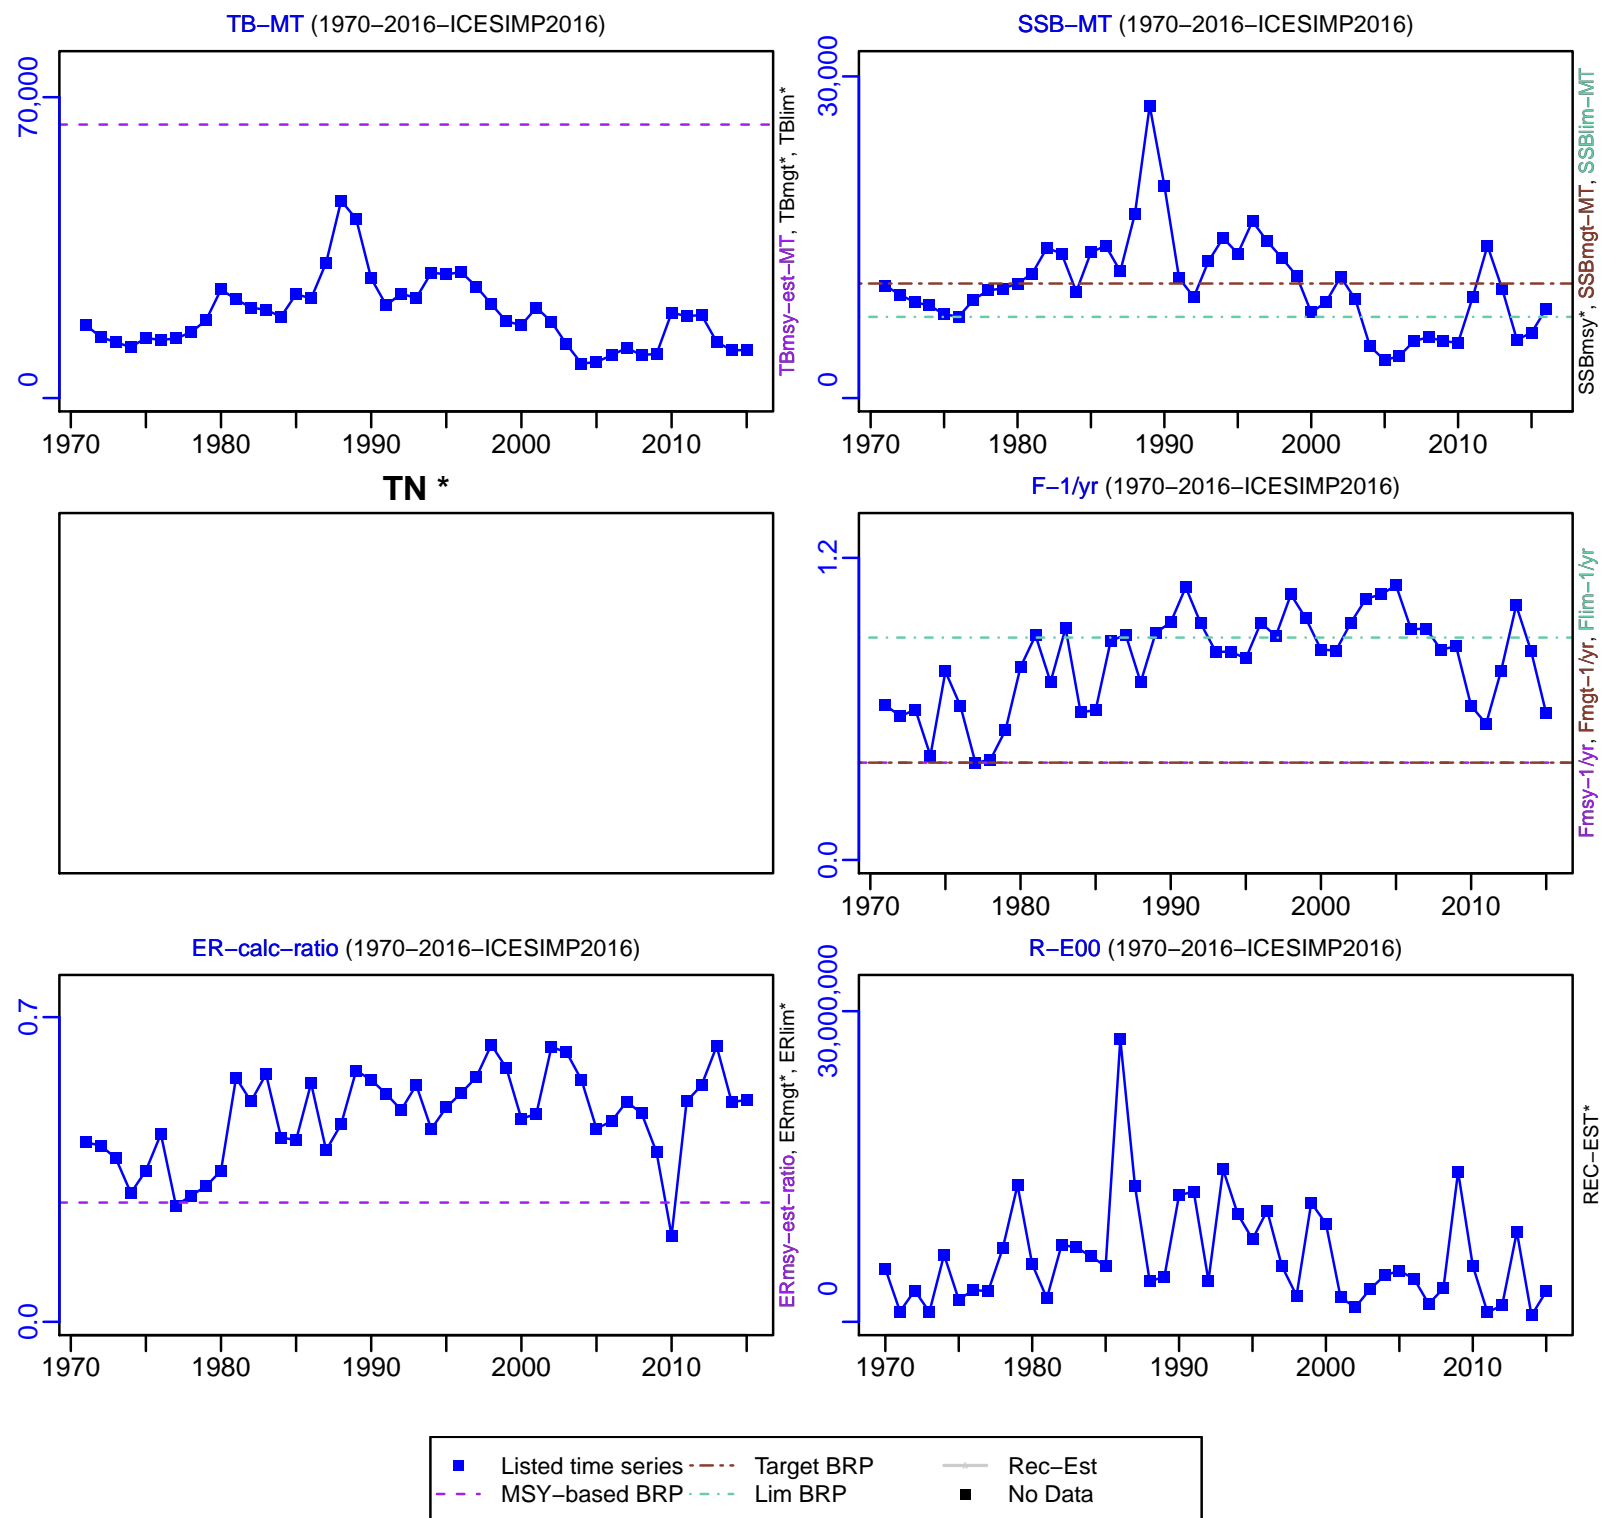 TB−MT (1970−2016−ICESIMP2016)
70,000
0
1970 1980 1990 2000 2010
TBmsy−est−MT, TBmgt*, TBlim*
SSB−MT (1970−2016−ICESIMP2016)
30,000
0
1970 1980 1990 2000 2010
SSBmsy*, SSBmgt−MT, SSBlim−MT
TN *
F−1/yr (1970−2016−ICESIMP2016)
1.2
0.0
1970 1980 1990 2000 2010
Fmsy−1/yr, Fmgt−1/yr, Flim−1/yr
ER−calc−ratio (1970−2016−ICESIMP2016)
0.7
0.0
1970 1980 1990 2000 2010
ERmsy−est−ratio, ERmgt*, ERlim*
R−E00 (1970−2016−ICESIMP2016)
30,000,000
0
1970 1980 1990 2000 2010
REC−EST*
Listed time series Target BRP Rec−Est
MSY−based BRP Lim BRP No Data